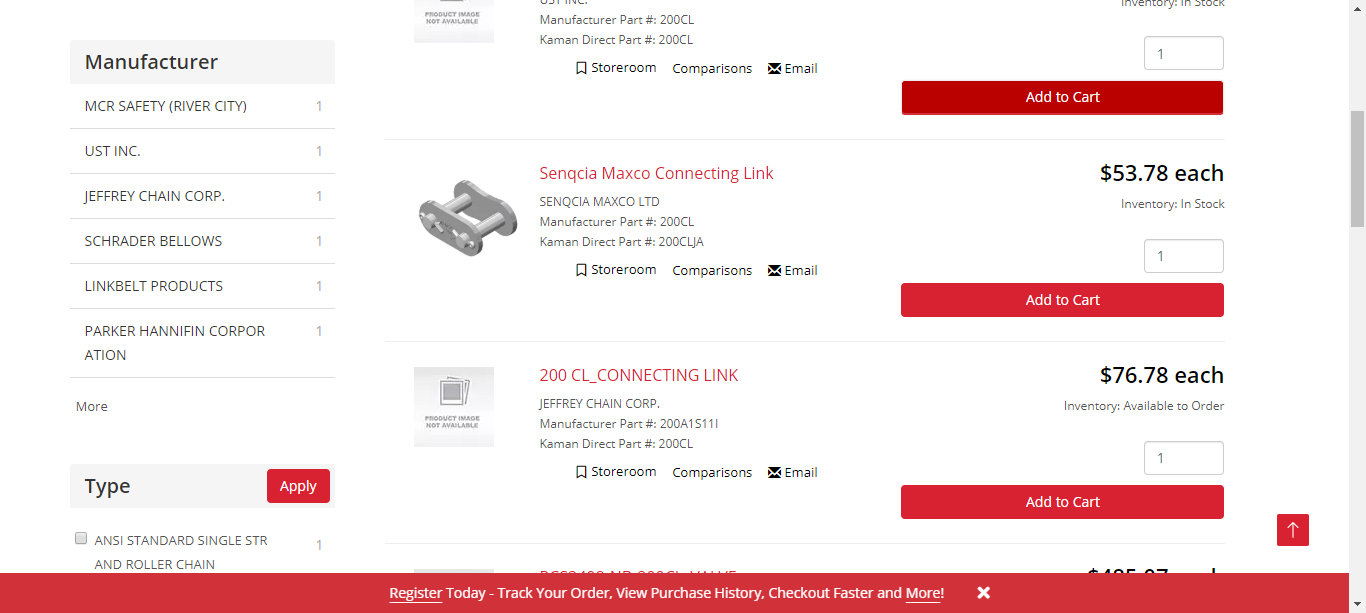 UST INC.
Inventory: In Stock
PRODUCT IMAGE
NOT AVAILABLE
Manufacturer Part #: 200CL
Kaman Direct Part #: 200CL
Storeroom Comparisons Email
1
Add to Cart
Manufacturer
MCR SAFETY (RIVER CITY) 1
UST INC. 1
JEFFREY CHAIN CORP. 1
SCHRADER BELLOWS 1
LINKBELT PRODUCTS 1
PARKER HANNIFIN CORPOR 1
ATION
More
Type Apply
ANSI STANDARD SINGLE STR 1
AND ROLLER CHAIN
Senqcia Maxco Connecting Link
$53.78 each
SENQCIA MAXCO LTD
Inventory: In Stock
Manufacturer Part #: 200CL
Kaman Direct Part #: 200CLJA
Storeroom Comparisons Email
1
Add to Cart
200 CL_CONNECTING LINK
$76.78 each
JEFFREY CHAIN CORP.
Inventory: Available to Order
PRODUCT IMAGE
NOT AVAILABLE
Manufacturer Part #: 200A1S11I
Kaman Direct Part #: 200CL
Storeroom Comparisons Email
1
Add to Cart
Register Today - Track Your Order, View Purchase History, Checkout Faster and More!